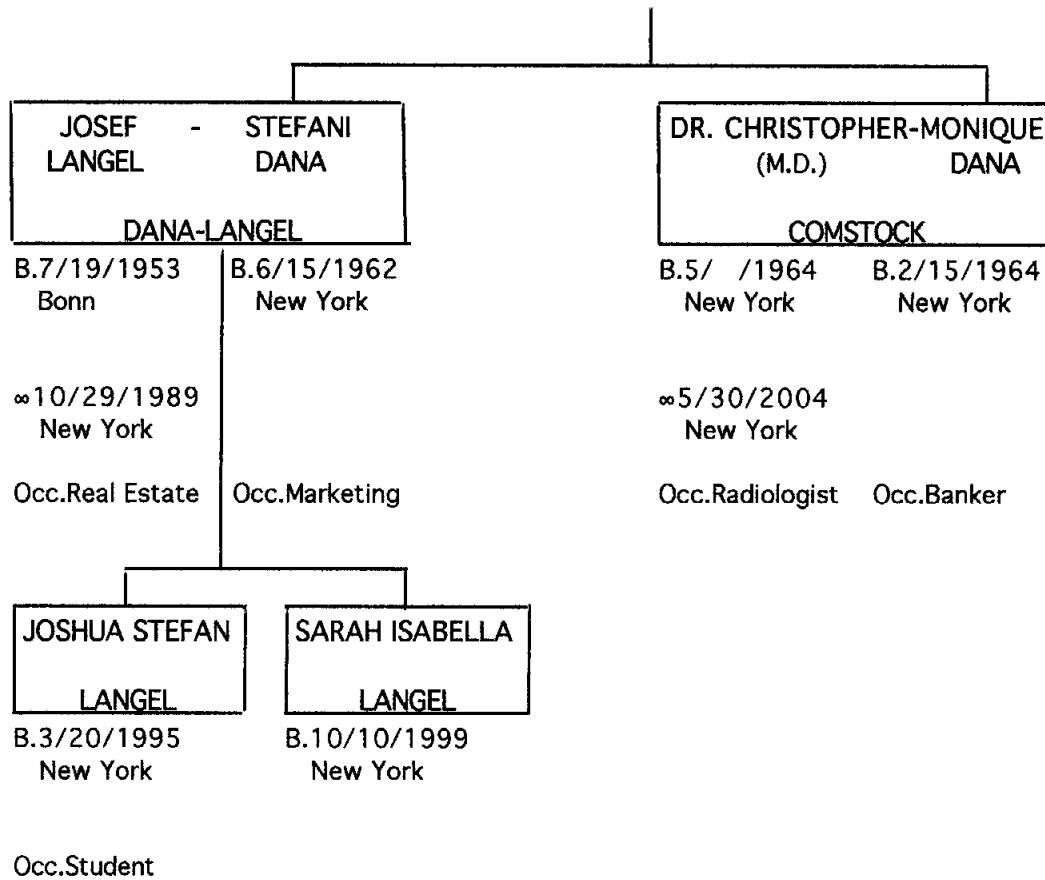 JOSEF - STEFANI
LANGEL DANA
DANA-LANGEL
B.7/19/1953 B.6/15/1962
Bonn New York
∞10/29/1989
New York
Occ.Real Estate Occ.Marketing
DR. CHRISTOPHER-MONIQUE
(M.D.) DANA
COMSTOCK
B.5/ /1964 B.2/15/1964
New York New York
∞5/30/2004
New York
Occ.Radiologist Occ.Banker
JOSHUA STEFAN
LANGEL
B.3/20/1995
New York
Occ.Student
SARAH ISABELLA
LANGEL
B.10/10/1999
New York